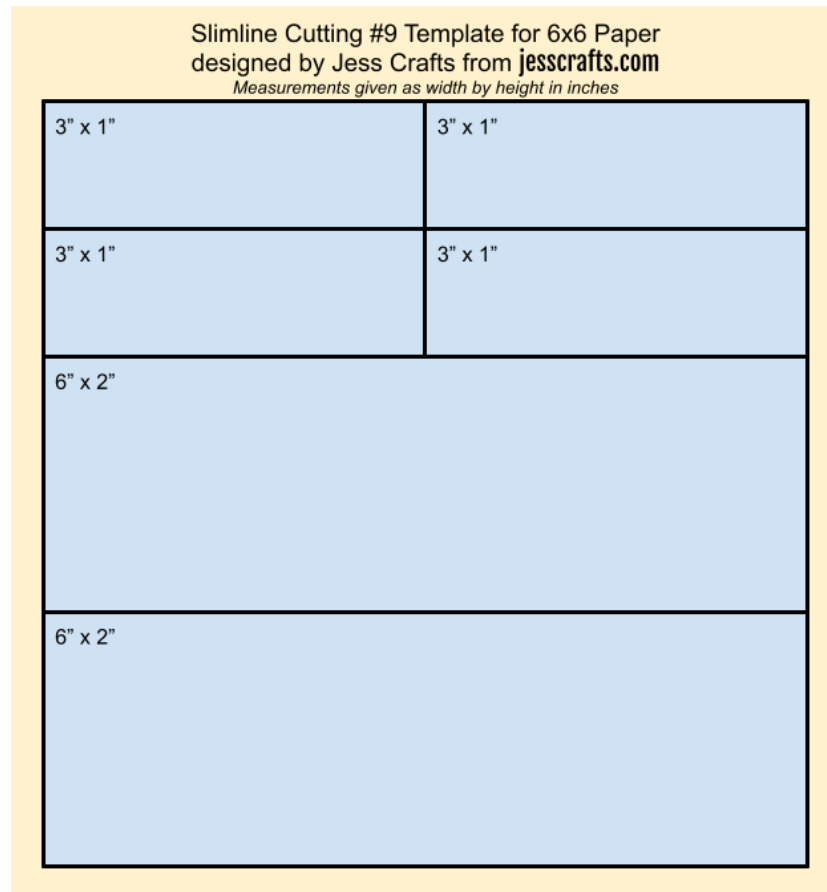 Slimline Cutting #9 Template for 6x6 Paper
designed by Jess Crafts from jesscrafts.com
Measurements given as width by height in inches
3” x 1”
3” x 1”
3” x 1”
3” x 1”
6” x 2”
6” x 2”